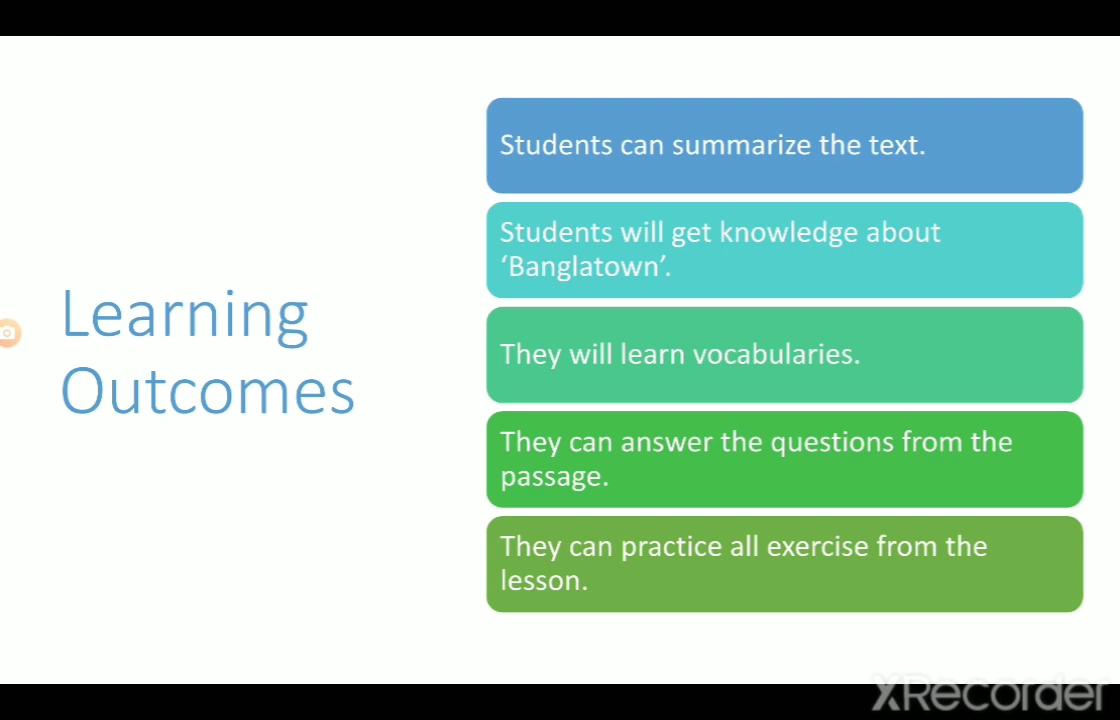 Learning
Outcomes
Students can summarize the text.
Students will get knowledge about
‘Banglatown’.
They will learn vocabularies.
They can answer the questions from the
passage.
They can practice all exercise from the
lesson.
XRecorder